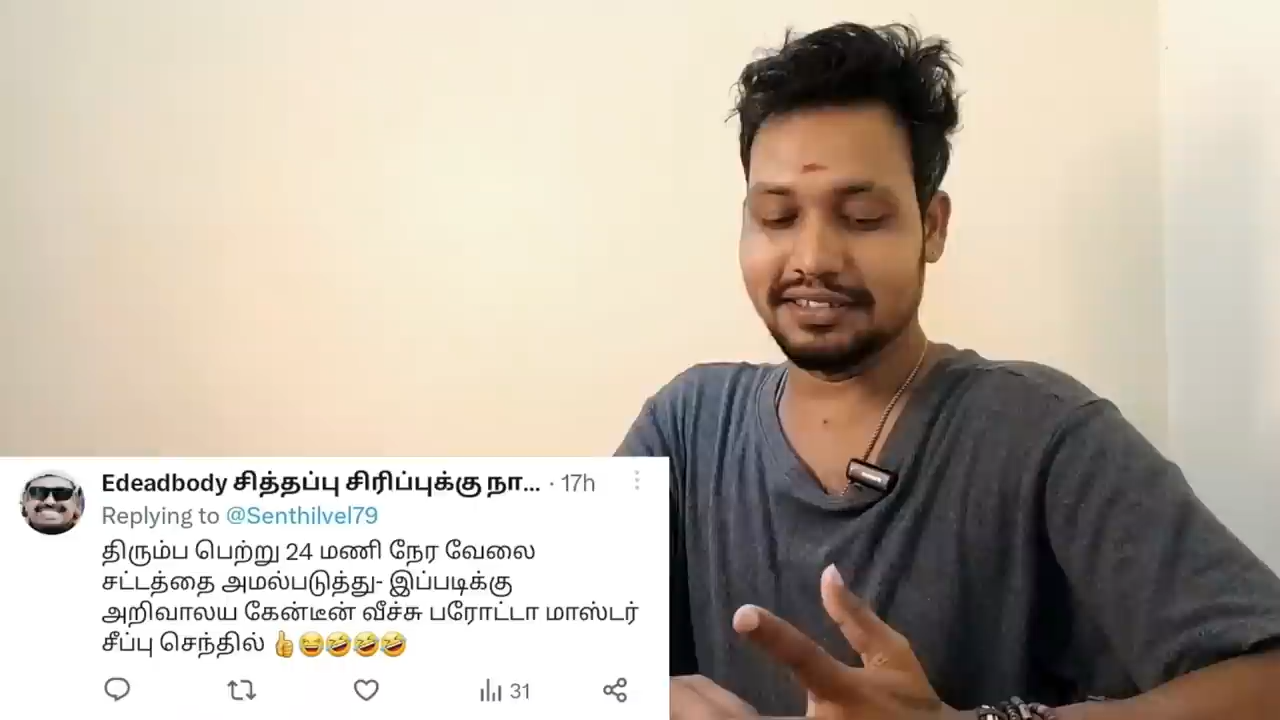 Edeadbody சித்தப்பு சிரிப்புக்கு நா... · 17h
Replying to @Senthilvel79
திரும்ப பெற்று 24 மணி நேர வேலை
சட்டத்தை அமல்படுத்து- இப்படிக்கு
அறிவாலய கேன்டீன் வீச்சு பரோட்டா மாஸ்டர்
சீப்பு செந்தில் 👍😂🤣🤣🤣
31